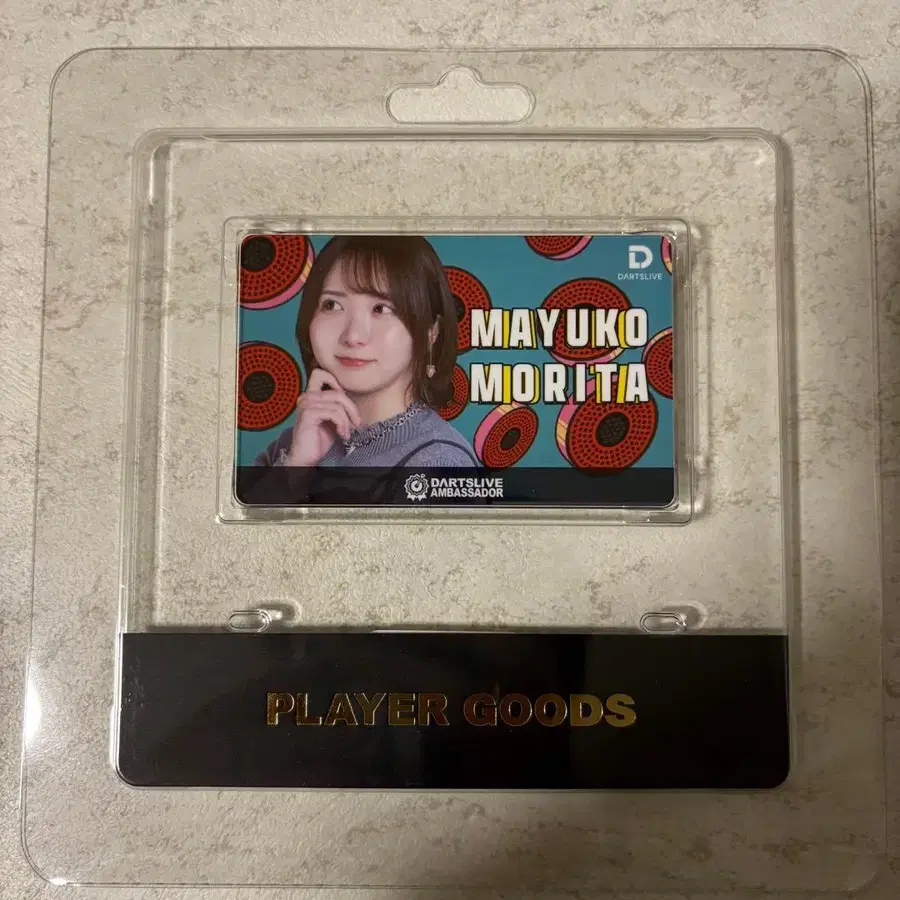 DARTSLIVE
MAYUKO
MORITA
DARTSLIVE
AMBASSADOR
PLAYER GOODS